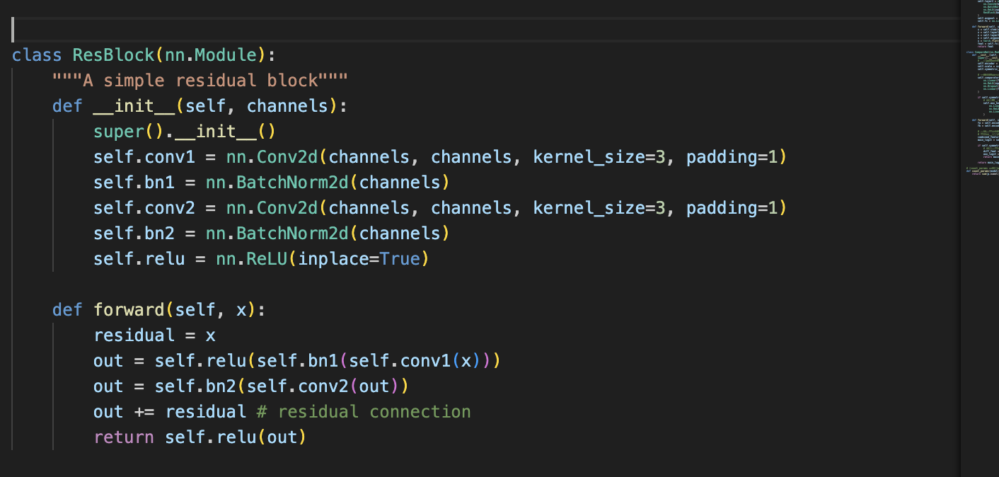 class ResBlock(nn.Module):
    """A simple residual block"""
    def __init__(self, channels):
        super().__init__()
        self.conv1 = nn.Conv2d(channels, channels, kernel_size=3, padding=1)
        self.bn1 = nn.BatchNorm2d(channels)
        self.conv2 = nn.Conv2d(channels, channels, kernel_size=3, padding=1)
        self.bn2 = nn.BatchNorm2d(channels)
        self.relu = nn.ReLU(inplace=True)
    def forward(self, x):
        residual = x
        out = self.relu(self.bn1(self.conv1(x)))
        out = self.bn2(self.conv2(out))
        out += residual # residual connection
        return self.relu(out)